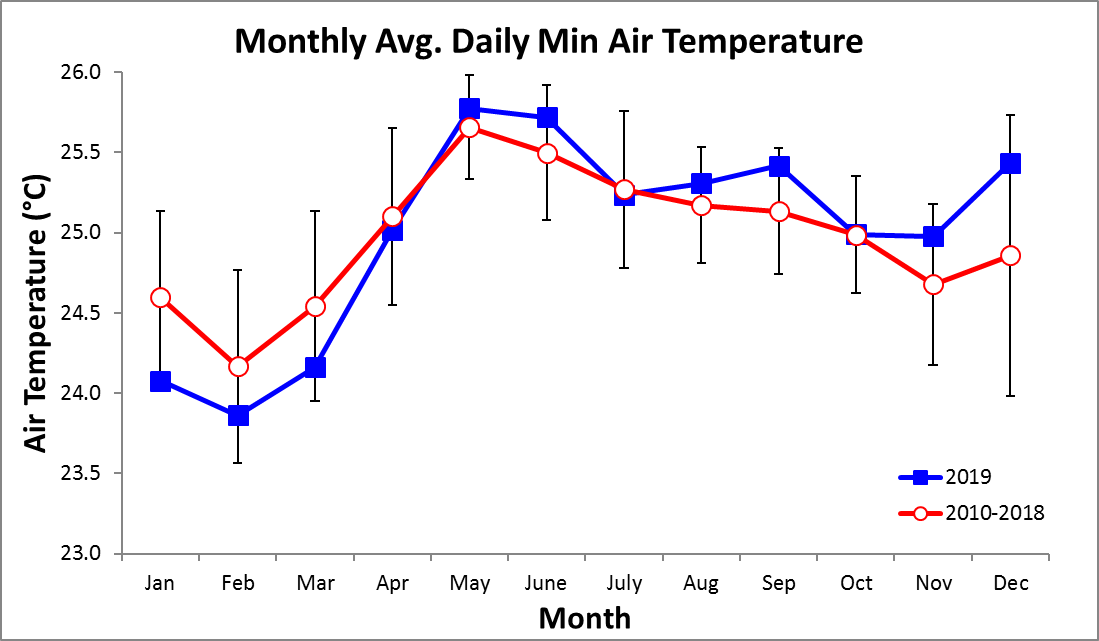 Monthly Avg. Daily Min Air Temperature
26.0
25.5
25.0
24.5
24.0
23.5
23.0
Air Temperature (°C)
2019
2010-2018
Jan Feb Mar Apr May June July Aug Sep Oct Nov Dec
Month